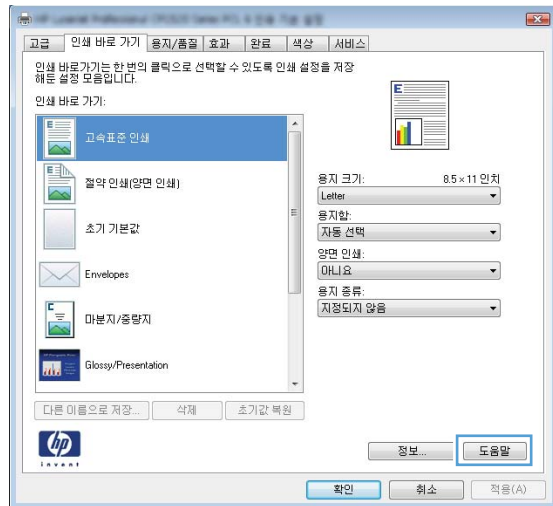 고급
인쇄 바로 가기
용지/품질
효과
완료
색상
서비스
인쇄 바로가기는 한 번의 클릭으로 선택할 수 있도록 인쇄 설정을 저장
해둔 설정 모음입니다.
인쇄 바로 가기:
고속표준 인쇄
절약 인쇄(양면 인쇄)
초기 기본값
Envelopes
마분지/중량지
Glossy/Presentation
E
용지 크기: 8.5 × 11 인치
Letter
용지함:
자동 선택
양면 인쇄:
아니요
용지 종류:
지정되지 않음
다른 이름으로 저장...
삭제
초기값 복원
hp
invent
정보...
도움말
확인
취소
적용(A)